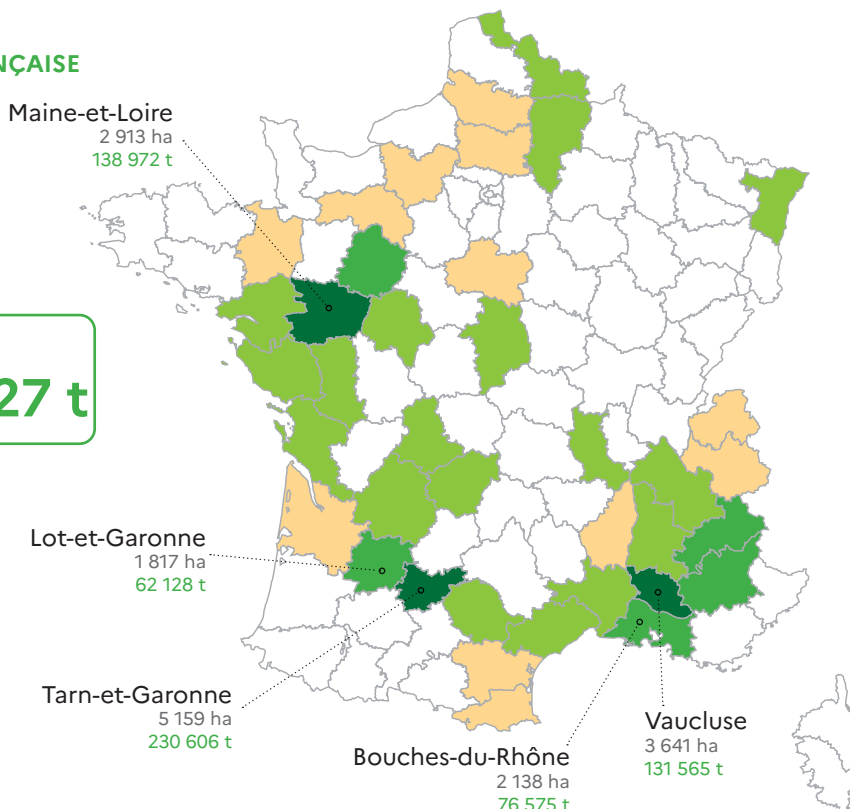 NÇAISE
Maine-et-Loire
2 913 ha
138 972 t
27 t
Lot-et-Garonne
1 817 ha
62 128 t
Tarn-et-Garonne
5 159 ha
230 606 t
Bouches-du-Rhône
2 138 ha
76 575 t
Vaucluse
3 641 ha
131 565 t